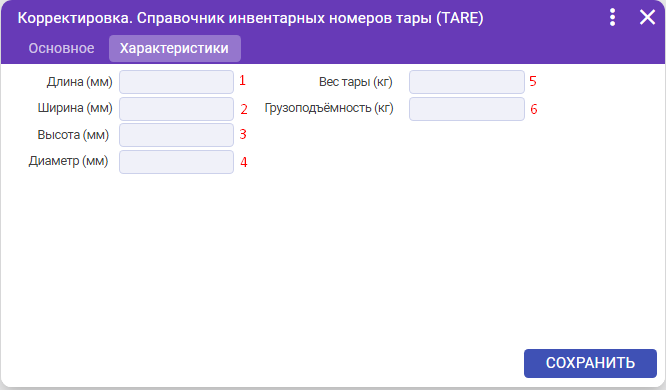 Корректировка. Справочник инвентарных номеров тары (TARE)
Основное Характеристики
Длина (мм) 1 Вес тары (кг) 5
Ширина (мм) 2 Грузоподъёмность (кг) 6
Высота (мм) 3
Диаметр (мм) 4
СОХРАНИТЬ